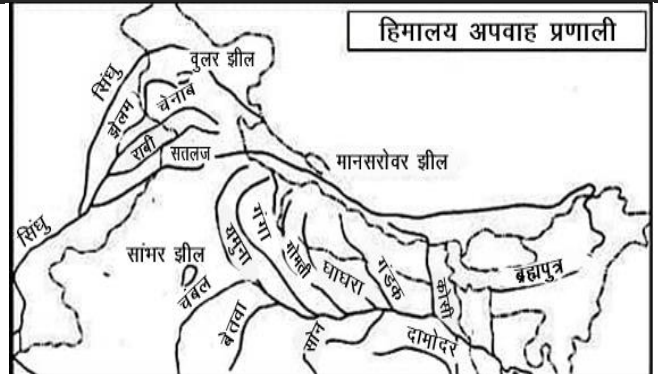 हिमालय अपवाह प्रणाली
वुलर झील
सिंधु
चेनाब
झेलम
राबी
सतलज
मानसरोवर झील
सिंधु
सांभर झील
यमुना
गंगा
गोमती
घाघरा
गंडक
कोसी
ब्रह्मपुत्र
चंबल
बेतवा
सोन
दामोदर